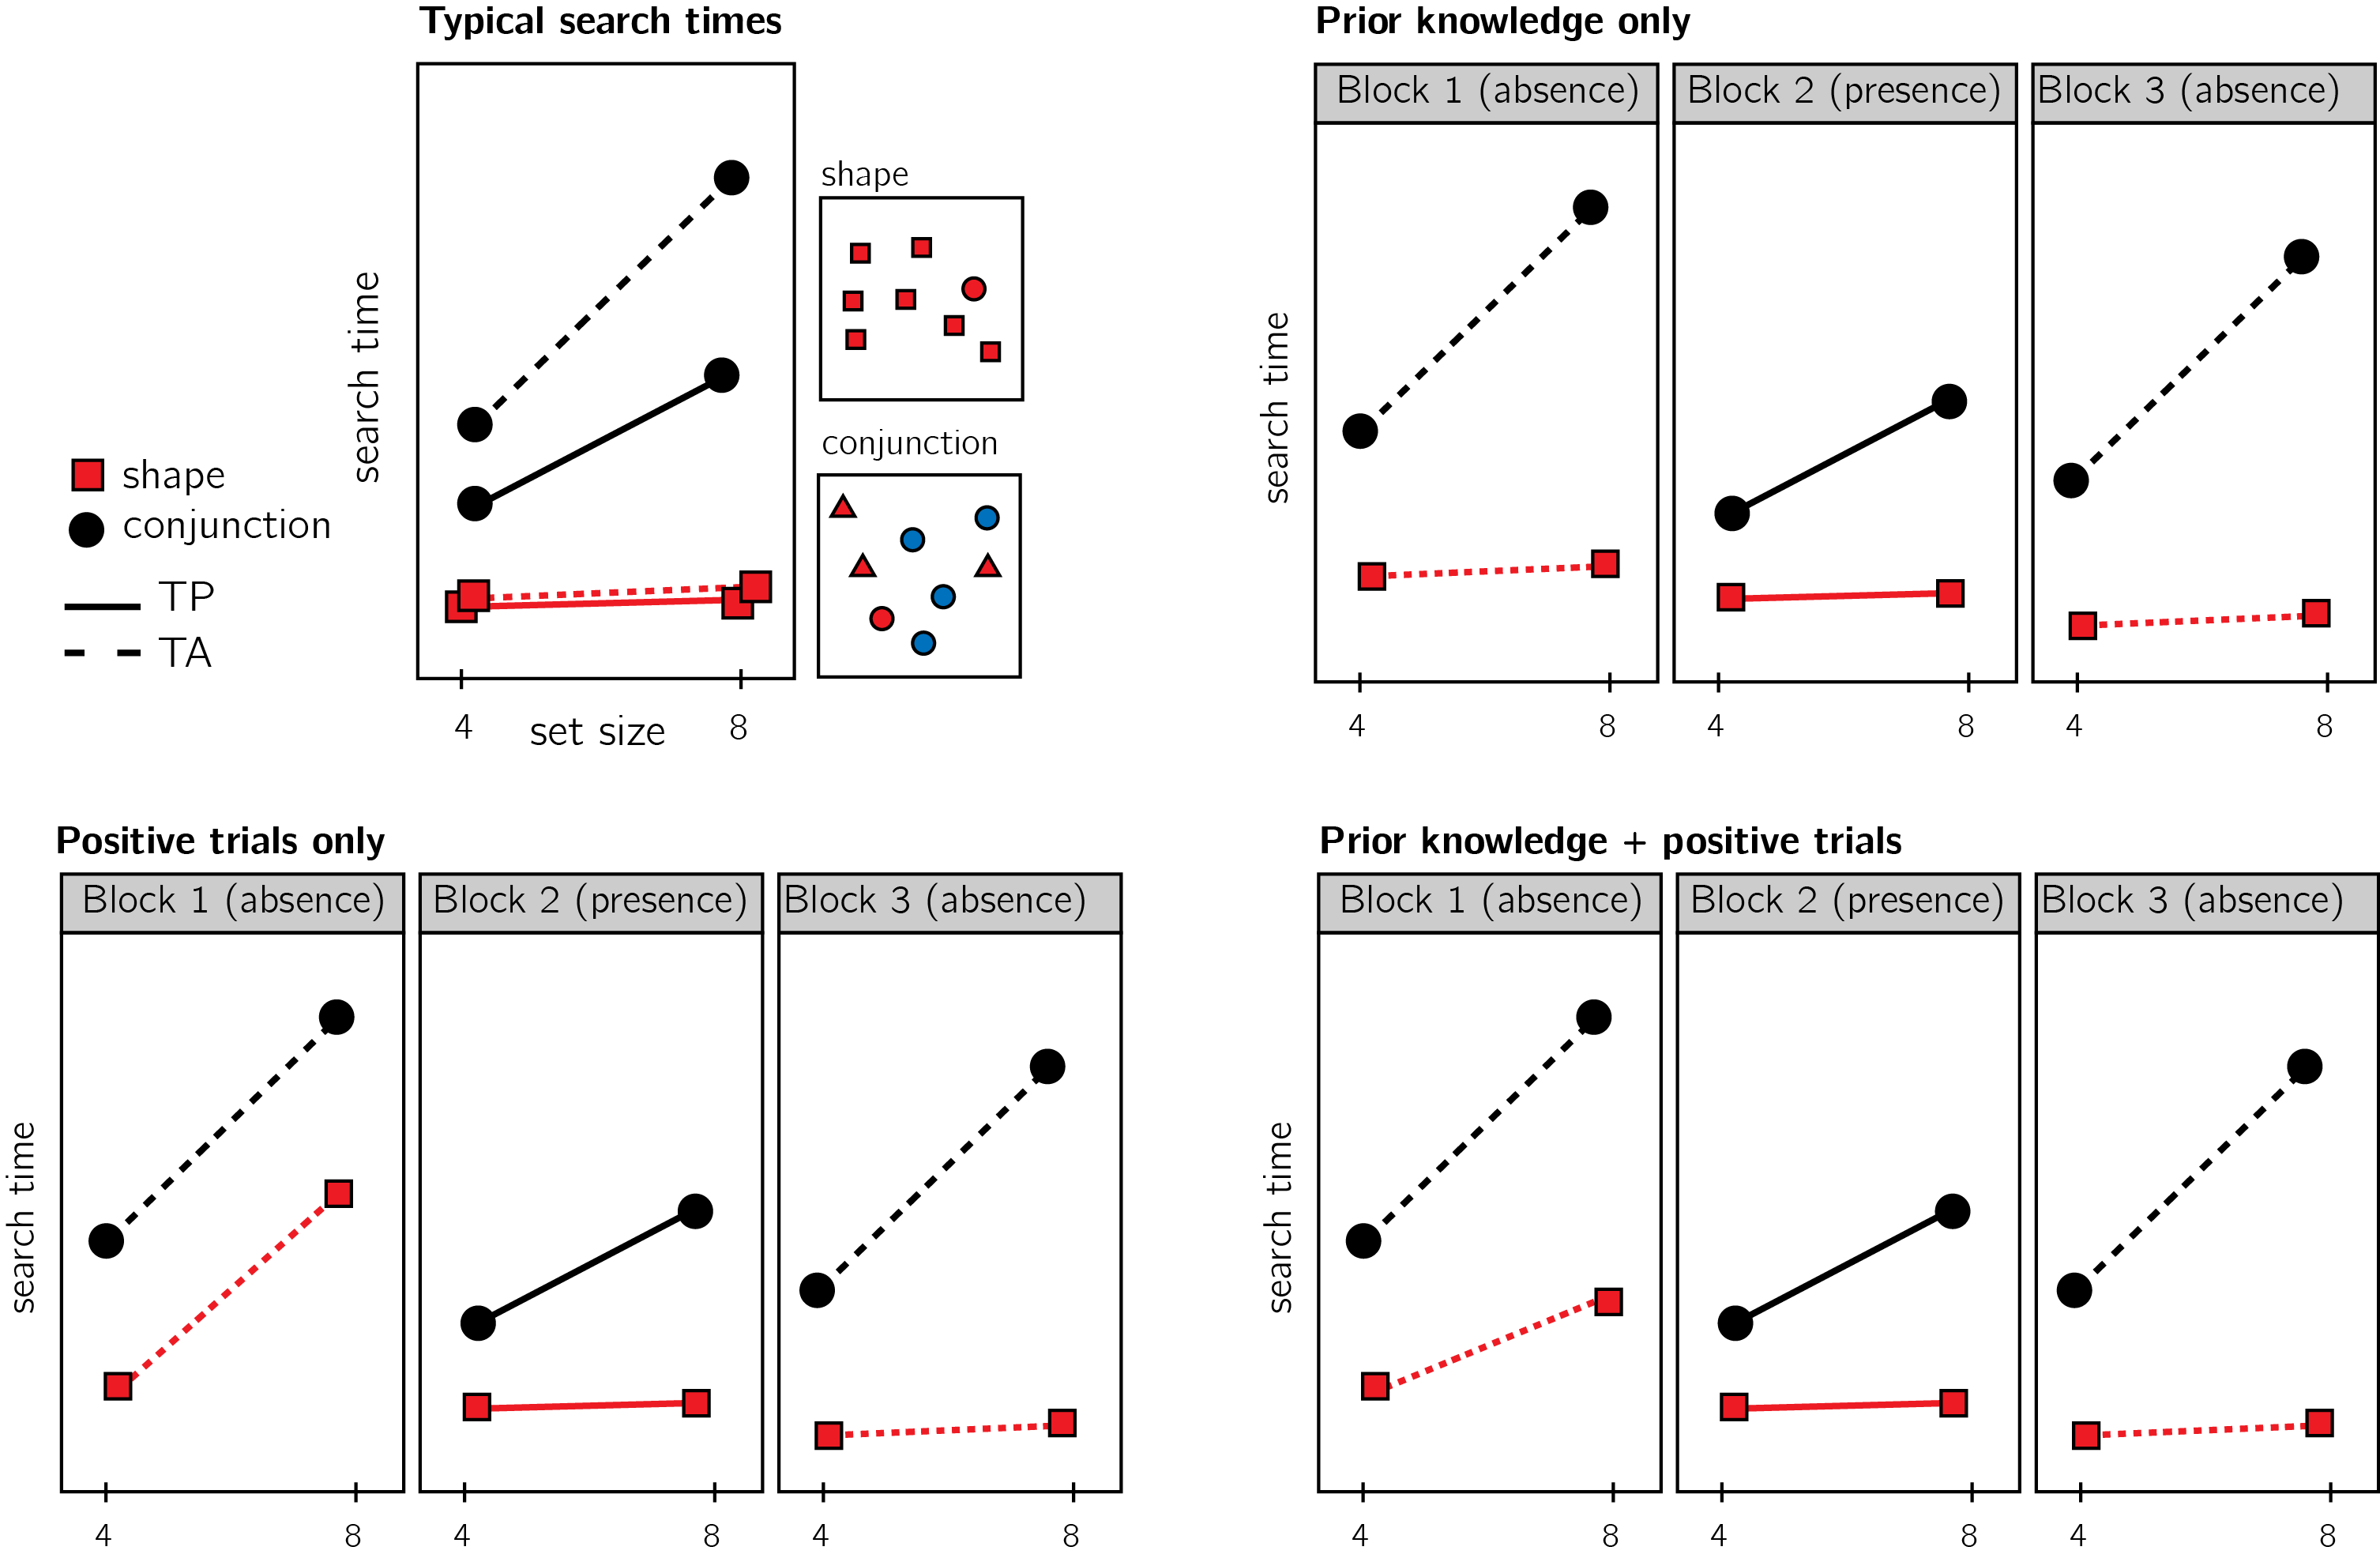 Typical search times
search time
shape
conjunction
TP
TA
4
set size
8
shape
conjunction
Prior knowledge only
Block 1 (absence)
Block 2 (presence)
Block 3 (absence)
search time
4
8
4
8
4
8
Positive trials only
Block 1 (absence)
Block 2 (presence)
Block 3 (absence)
search time
4
8
4
8
4
8
Prior knowledge + positive trials
Block 1 (absence)
Block 2 (presence)
Block 3 (absence)
search time
4
8
4
8
4
8